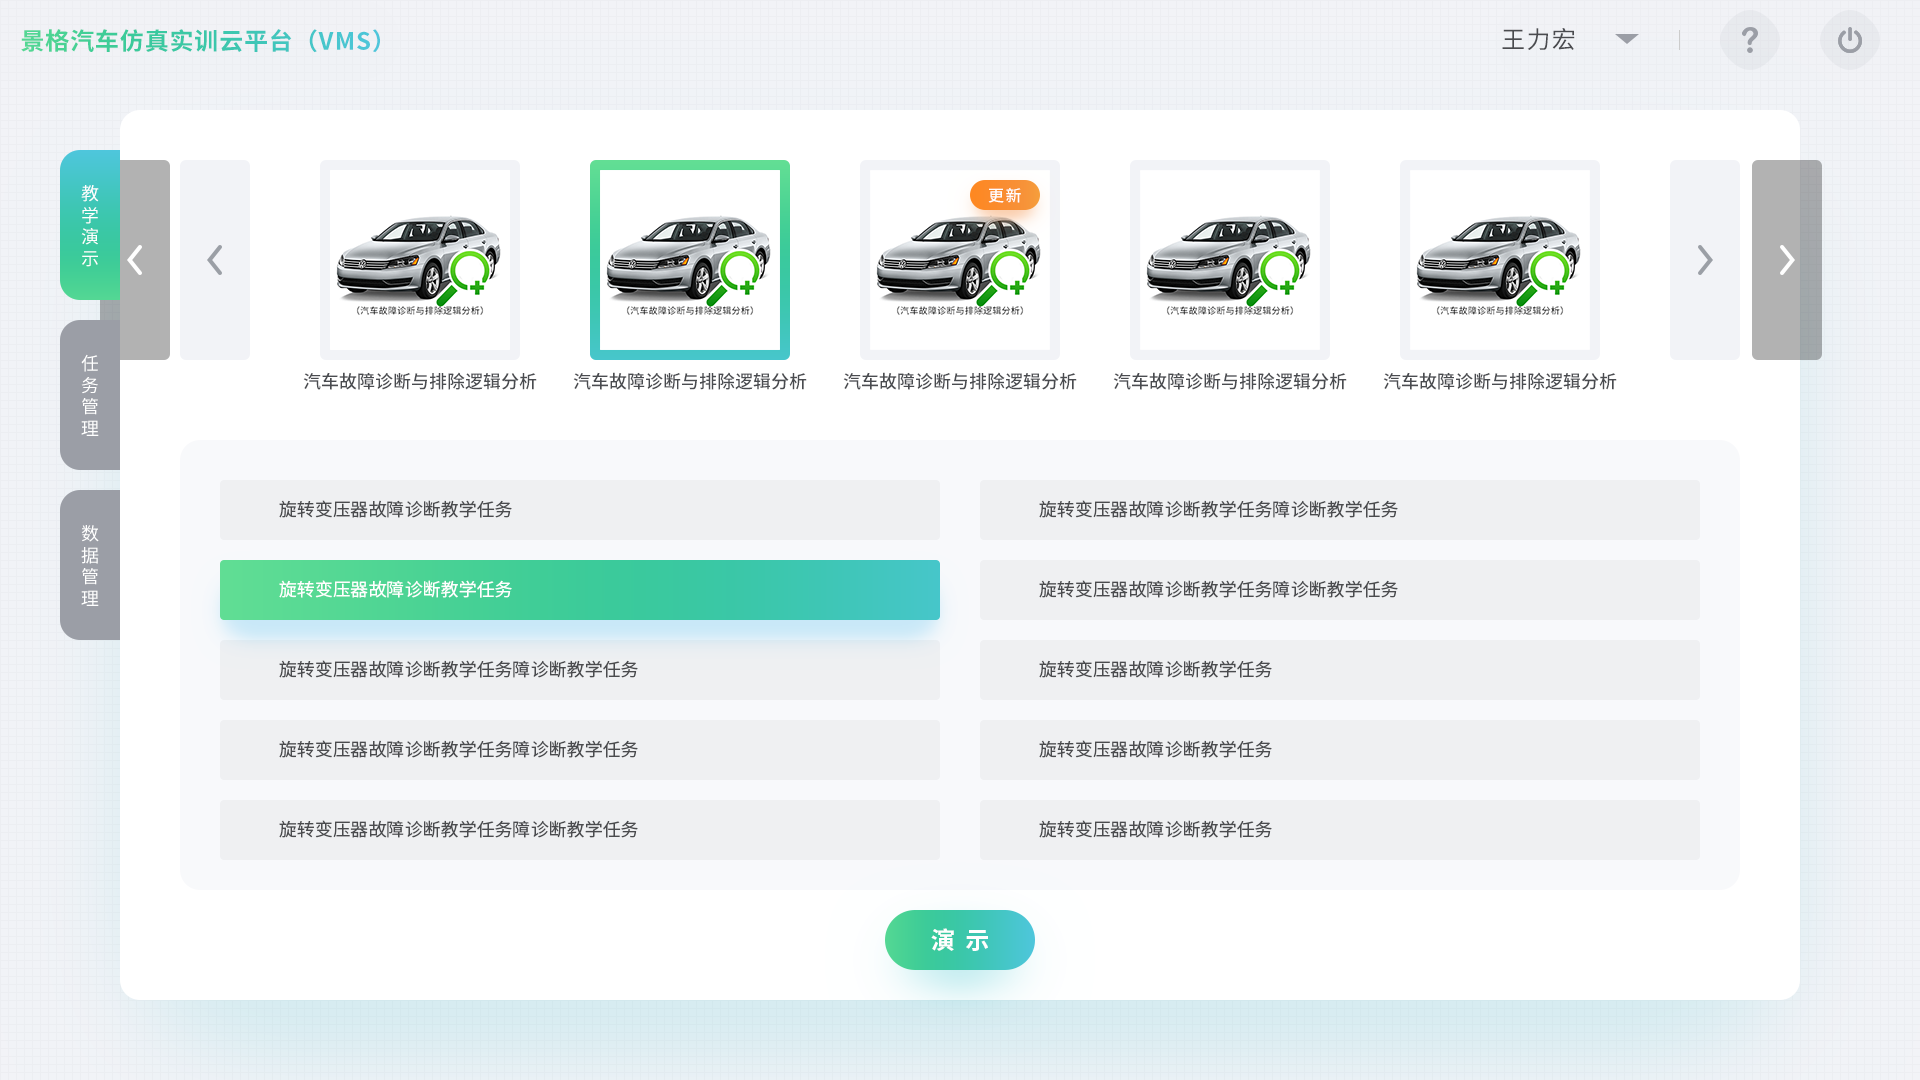 景格汽车仿真实训云平台（VMS）
王力宏
教学演示
任务管理
数据管理
更新
（汽车故障诊断与排除逻辑分析）
（汽车故障诊断与排除逻辑分析）
（汽车故障诊断与排除逻辑分析）
（汽车故障诊断与排除逻辑分析）
（汽车故障诊断与排除逻辑分析）
汽车故障诊断与排除逻辑分析
汽车故障诊断与排除逻辑分析
汽车故障诊断与排除逻辑分析
汽车故障诊断与排除逻辑分析
汽车故障诊断与排除逻辑分析
旋转变压器故障诊断教学任务
旋转变压器故障诊断教学任务障诊断教学任务
旋转变压器故障诊断教学任务
旋转变压器故障诊断教学任务障诊断教学任务
旋转变压器故障诊断教学任务障诊断教学任务
旋转变压器故障诊断教学任务
旋转变压器故障诊断教学任务障诊断教学任务
旋转变压器故障诊断教学任务
旋转变压器故障诊断教学任务障诊断教学任务
旋转变压器故障诊断教学任务
演 示